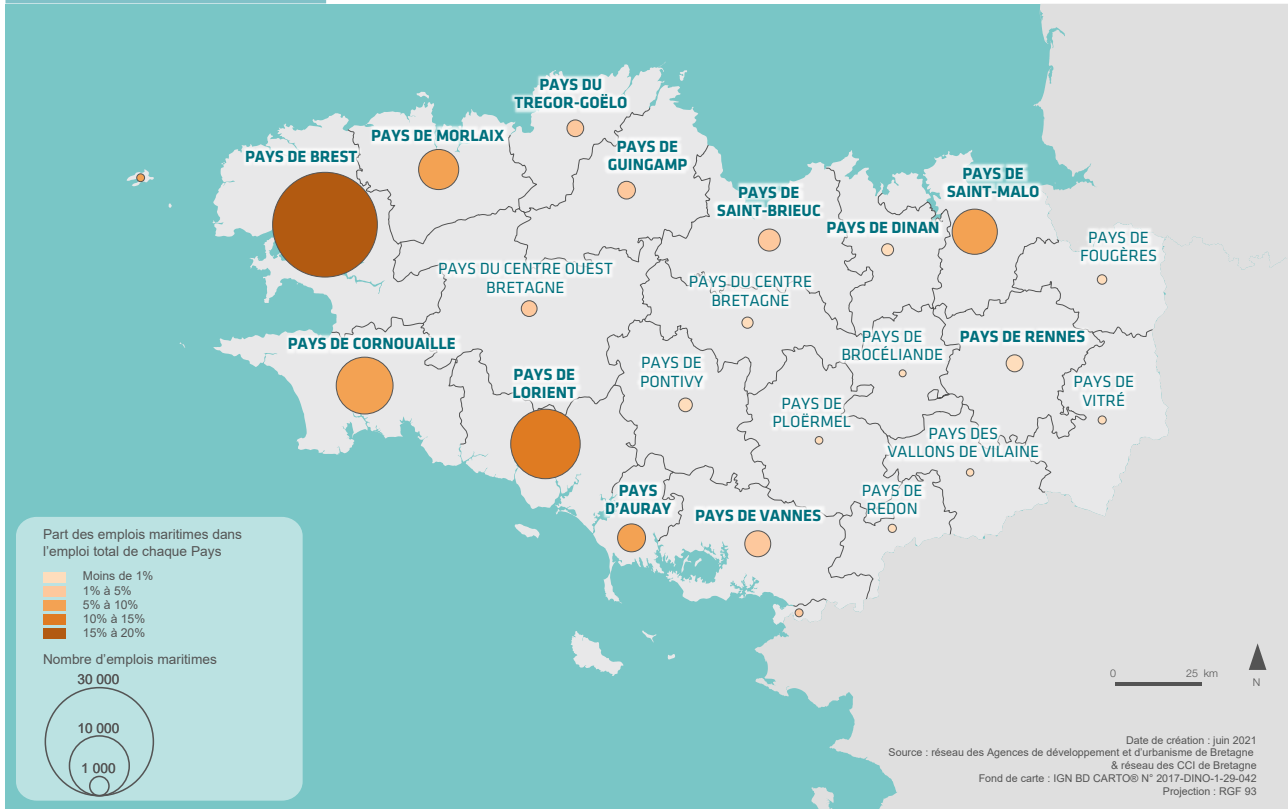 PAYS DU
TREGOR-GOËLO
PAYS DE MORLAIX
PAYS DE BREST
PAYS DE
GUINGAMP
PAYS DE
SAINT-MALO
PAYS DE
SAINT-BRIEUC
PAYS DE DINAN
PAYS DE
FOUGÈRES
PAYS DU CENTRE OUEST
BRETAGNE
PAYS DU CENTRE
BRETAGNE
PAYS DE CORNOUAILLE
PAYS DE
BROCÉLIANDE
PAYS DE RENNES
PAYS DE
LORIENT
PAYS DE
PONTIVY
PAYS DE
VITRÉ
PAYS DE
PLOËRMEL
PAYS DES
VALLONS DE VILAINE
PAYS
D'AURAY
PAYS DE VANNES
PAYS DE
REDON
Part des emplois maritimes dans
l'emploi total de chaque Pays
Moins de 1%
1% à 5%
5% à 10%
10% à 15%
15% à 20%
Nombre d'emplois maritimes
30 000
10 000
1 000
0 25 km
N
Date de création : juin 2021
Source : réseau des Agences de développement et d'urbanisme de Bretagne
& réseau des CCI de Bretagne
Fond de carte : IGN BD CARTO® N° 2017-DINO-1-29-042
Projection : RGF 93